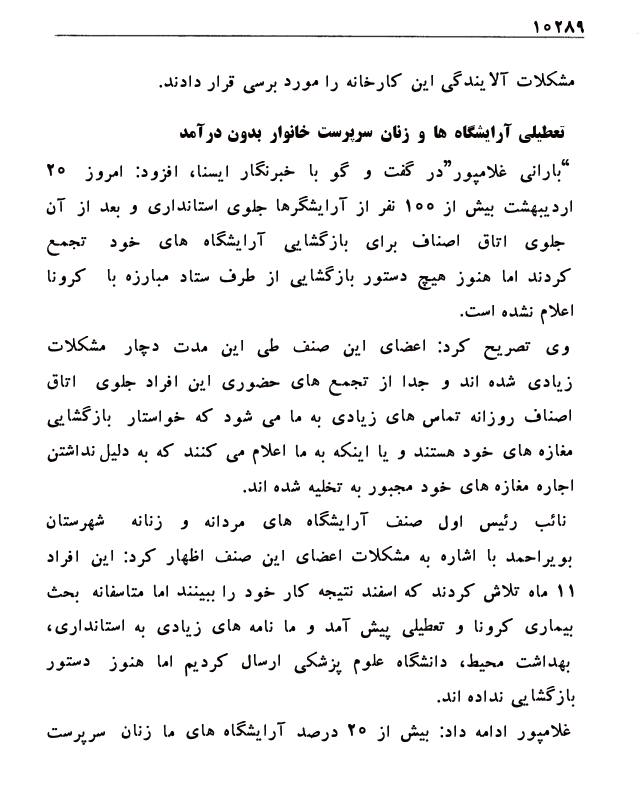 ۱۰۲۸۹
مشکلات آلایندگی این کارخانه را مورد برسی قرار دادند.
تعطیلی آرایشگاه ها و زنان سرپرست خانوار بدون درآمد
“بارانی غلامپور”در گفت و گو با خبرنگار ایسنا، افزود: امروز ۲۰
اردیبهشت بیش از ۱۰۰ نفر از آرایشگرها جلوی استانداری و بعد از آن
جلوی اتاق اصناف برای بازگشایی آرایشگاه های خود تجمع
کردند اما هنوز هیچ دستور بازگشایی از طرف ستاد مبارزه با کرونا
اعلام نشده است.
وی تصریح کرد: اعضای این صنف طی این مدت دچار مشکلات
زیادی شده اند و جدا از تجمع های حضوری این افراد جلوی اتاق
اصناف روزانه تماس های زیادی به ما می شود که خواستار بازگشایی
مغازه های خود هستند و یا اینکه به ما اعلام می کنند که به دلیل نداشتن
اجاره مغازه های خود مجبور به تخلیه شده اند.
نائب رئیس اول صنف آرایشگاه های مردانه و زنانه شهرستان
بویراحمد با اشاره به مشکلات اعضای این صنف اظهار کرد: این افراد
۱۱ ماه تلاش کردند که اسفند نتیجه کار خود را ببینند اما متاسفانه بحث
بیماری کرونا و تعطیلی پیش آمد و ما نامه های زیادی به استانداری،
بهداشت محیط، دانشگاه علوم پزشکی ارسال کردیم اما هنوز دستور
بازگشایی نداده اند.
غلامپور ادامه داد: بیش از ۲۰ درصد آرایشگاه های ما زنان سرپرست